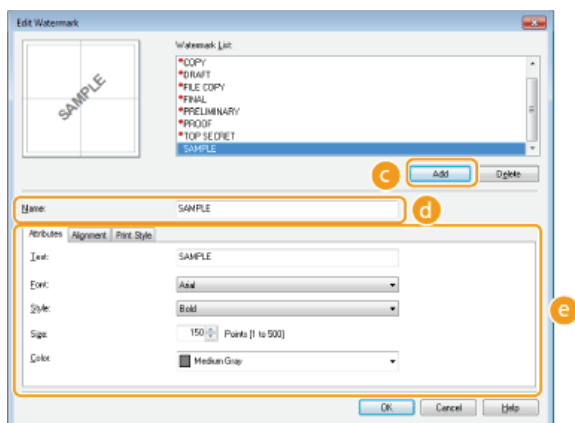 Edit Watermark
Watermark List:
SAMPLE
*COPY
*DRAFT
*FILE COPY
*FINAL
*PRELIMINARY
*PROOF
*TOP SECRET
SAMPLE
c
Add
Delete
Name:
SAMPLE
d
Attributes Alignment Print Style
Text:
SAMPLE
Font:
Arial
Style:
Bold
e
Size:
150 Points [1 to 500]
Color:
Medium Gray
OK Cancel Help